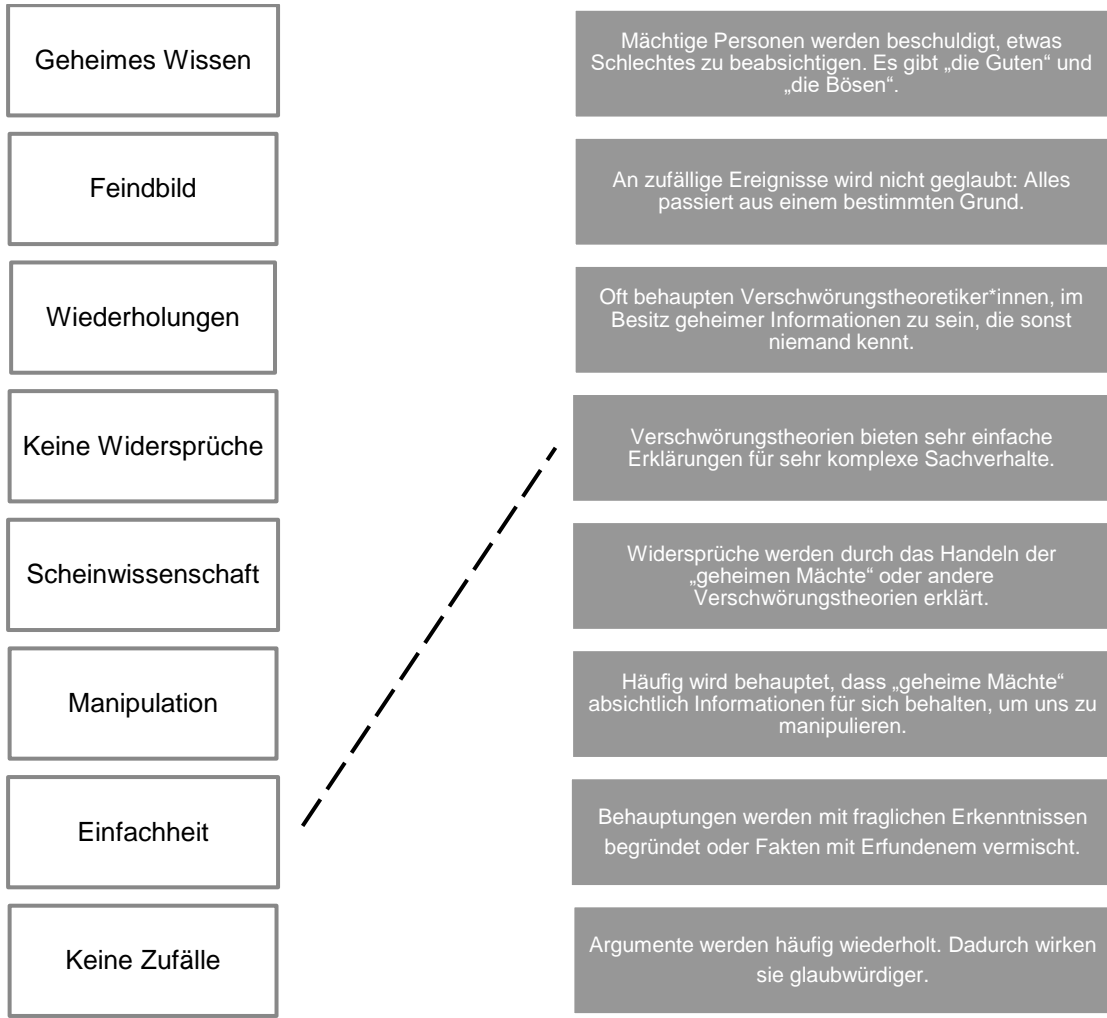 Geheimes Wissen
Mächtige Personen werden beschuldigt, etwas
Schlechtes zu beabsichtigen. Es gibt „die Guten“ und
„die Bösen“.
Feindbild
An zufällige Ereignisse wird nicht geglaubt: Alles
passiert aus einem bestimmten Grund.
Wiederholungen
Oft behaupten Verschwörungstheoretiker*innen, im
Besitz geheimer Informationen zu sein, die sonst
niemand kennt.
Keine Widersprüche
Verschwörungstheorien bieten sehr einfache
Erklärungen für sehr komplexe Sachverhalte.
Scheinwissenschaft
Widersprüche werden durch das Handeln der
„geheimen Mächte“ oder andere
Verschwörungstheorien erklärt.
Manipulation
Häufig wird behauptet, dass „geheime Mächte“
absichtlich Informationen für sich behalten, um uns zu
manipulieren.
Einfachheit
Behauptungen werden mit fraglichen Erkenntnissen
begründet oder Fakten mit Erfundenem vermischt.
Keine Zufälle
Argumente werden häufig wiederholt. Dadurch wirken
sie glaubwürdiger.